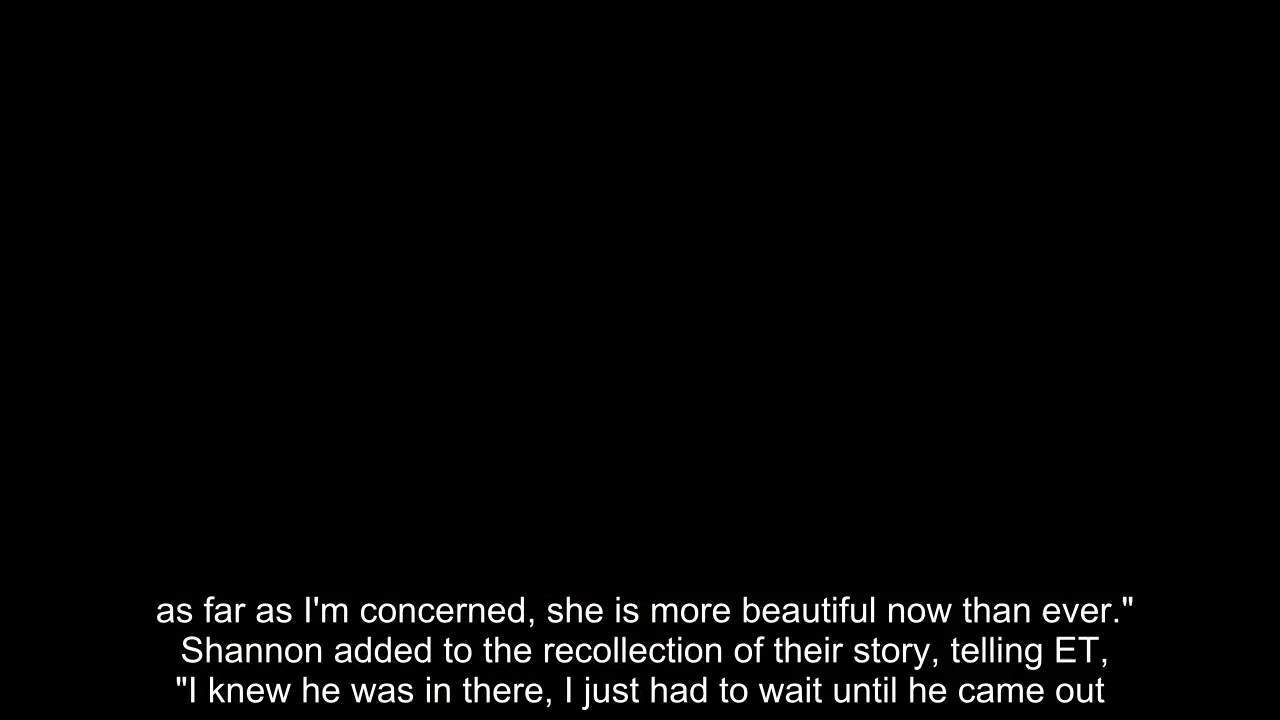 as far as I'm concerned, she is more beautiful now than ever."
Shannon added to the recollection of their story, telling ET,
"I knew he was in there, I just had to wait until he came out